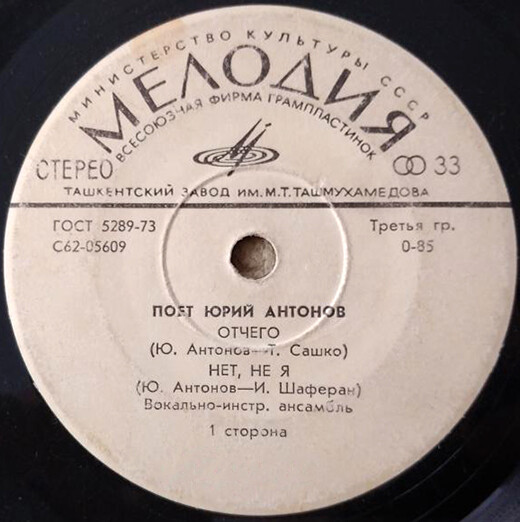 МИНИСТЕРСТВО КУЛЬТУРЫ СССР
МЕЛОДИЯ
ВСЕСОЮЗНАЯ ФИРМА ГРАМПЛАСТИНОК
СТЕРЕО
33
ТАШКЕНТСКИЙ ЗАВОД ИМ. М.Т. ТАШМУХАМЕДОВА
ГОСТ 5289-73
Третья гр.
С62-05609
0-85
ПОЕТ ЮРИЙ АНТОНОВ
ОТЧЕГО
(Ю. Антонов—Т. Сашко)
НЕТ, НЕ Я
(Ю. Антонов—И. Шаферан)
Вокально-инстр. ансамбль
1 сторона